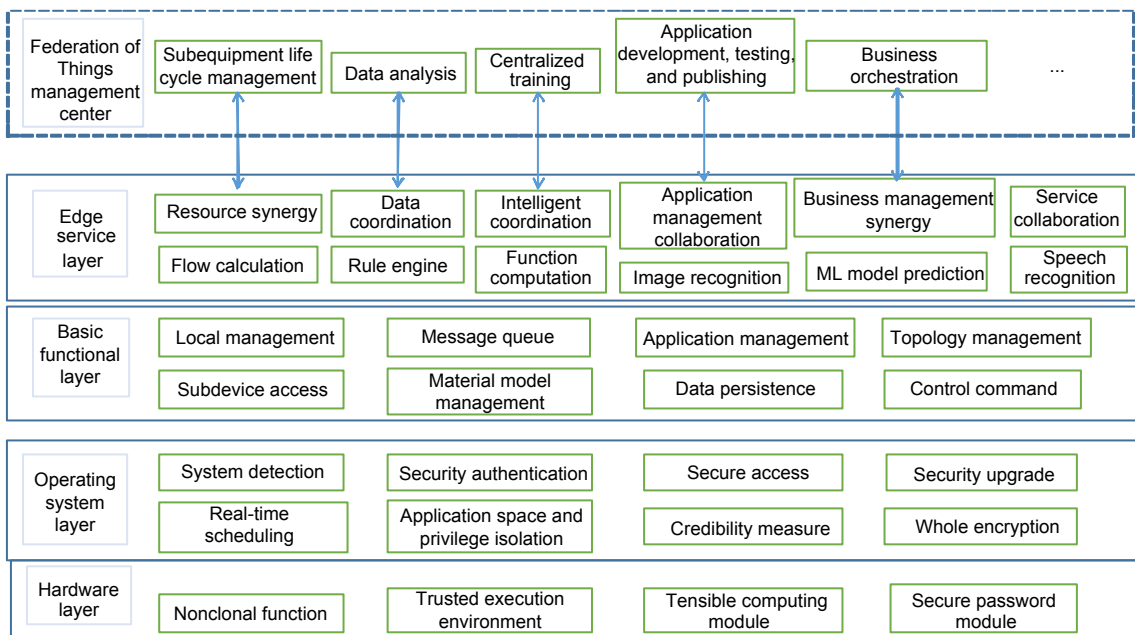 Federation of
Things
management
center
Subequipment life
cycle management
Data analysis
Centralized
training
Application
development, testing,
and publishing
Business
orchestration
...
Edge
service
layer
Resource synergy
Data
coordination
Intelligent
coordination
Application
management
collaboration
Business management
synergy
Service
collaboration
Flow calculation
Rule engine
Function
computation
Image recognition
ML model prediction
Speech
recognition
Basic
functional
layer
Local management
Message queue
Application management
Topology management
Subdevice access
Material model
management
Data persistence
Control command
Operating
system
layer
System detection
Security authentication
Secure access
Security upgrade
Real-time
scheduling
Application space and
privilege isolation
Credibility measure
Whole encryption
Hardware
layer
Nonclonal function
Trusted execution
environment
Tensible computing
module
Secure password
module